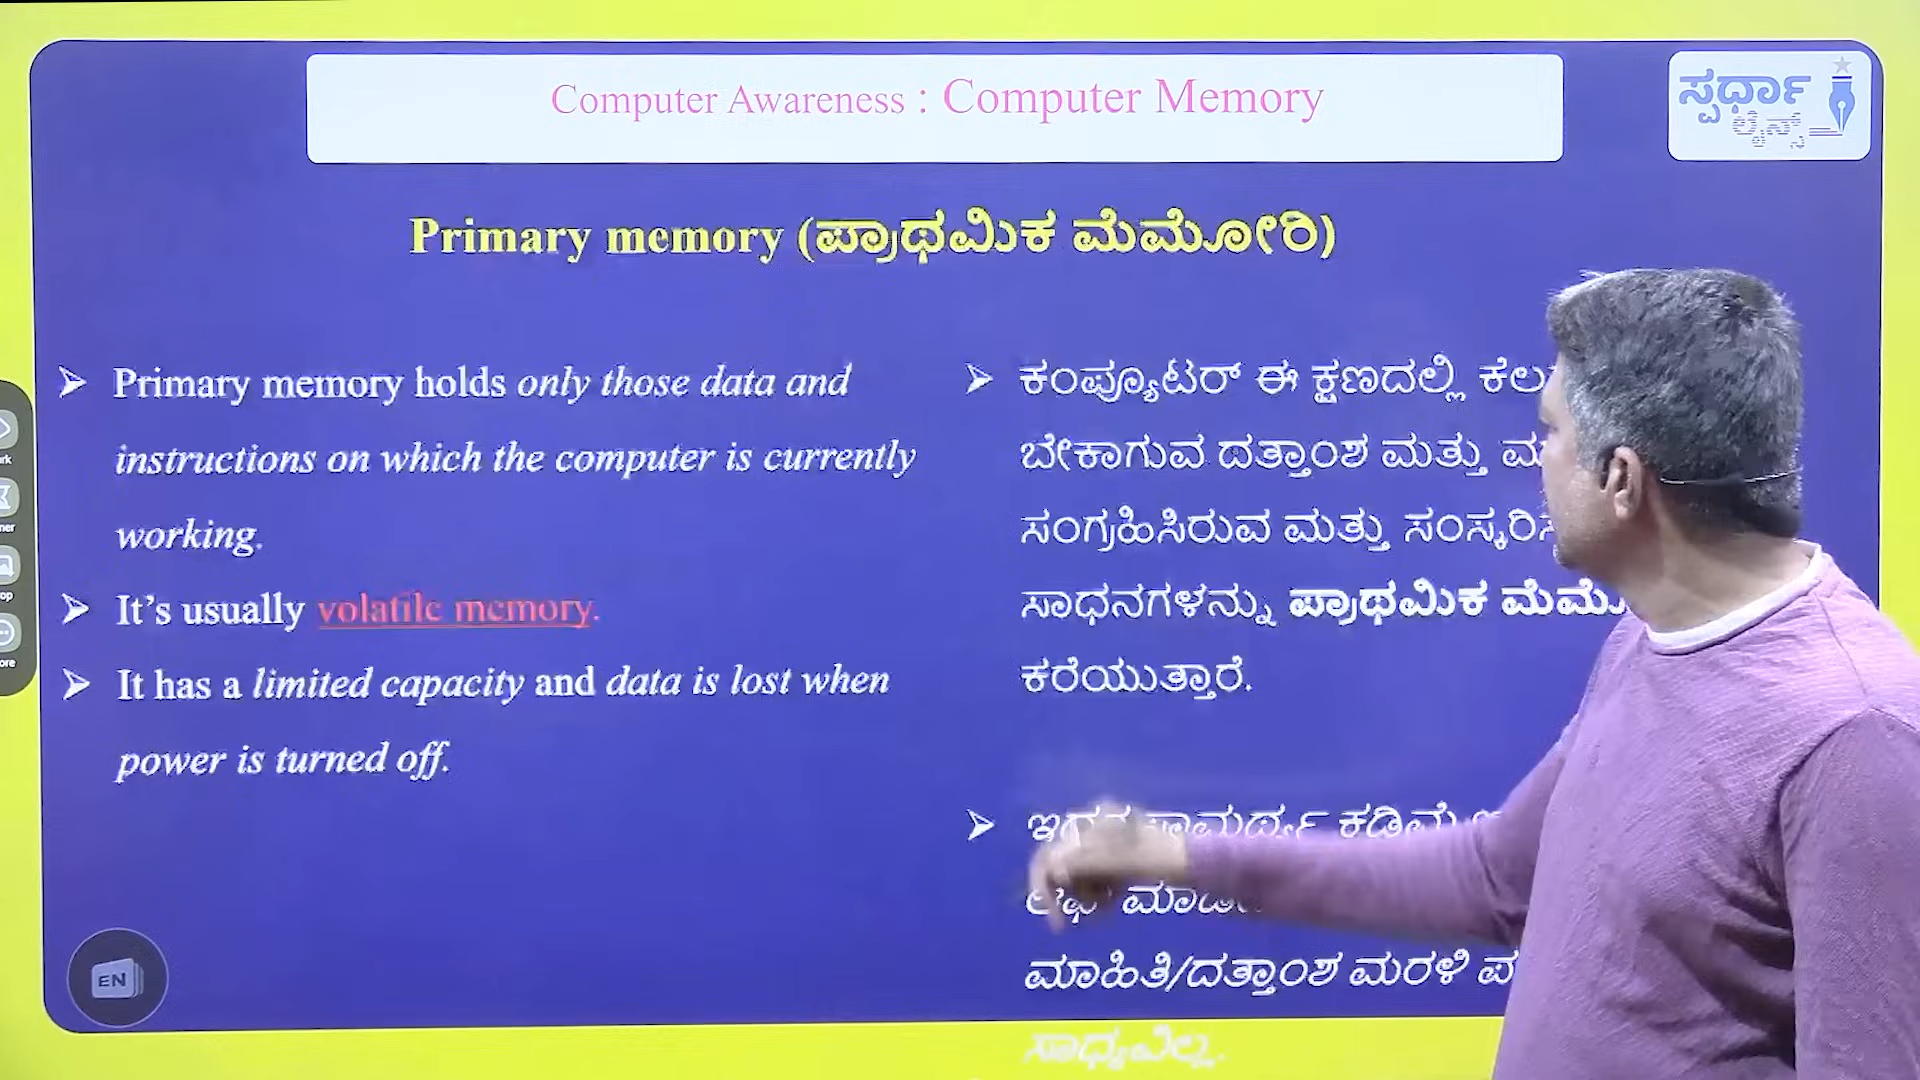 Computer Awareness : Computer Memory
ಸ್ಪರ್ಧಾ
Primary memory (ಪ್ರಾಥಮಿಕ ಮೆಮೋರಿ)
➢ Primary memory holds only those data and
instructions on which the computer is currently
working.
➢ It's usually volatile memory.
➢ It has a limited capacity and data is lost when
power is turned off.
➢ ಕಂಪ್ಯೂಟರ್ ಈ ಕ್ಷಣದಲ್ಲಿ
ಬೇಕಾಗುವ ದತ್ತಾಂಶ ಮತ್ತು
ಸಂಗ್ರಹಿಸಿರುವ ಮತ್ತು
ಸಾಧನಗಳನ್ನು ಪ್ರಾಥಮಿಕ
ಕರೆಯುತ್ತಾರೆ.
➢ ಕಡಿಮೆ
ಮಾಹಿತಿ/ದತ್ತಾಂಶ ಮರಳಿ
ಸಾಧ್ಯವಿಲ್ಲ.
EN